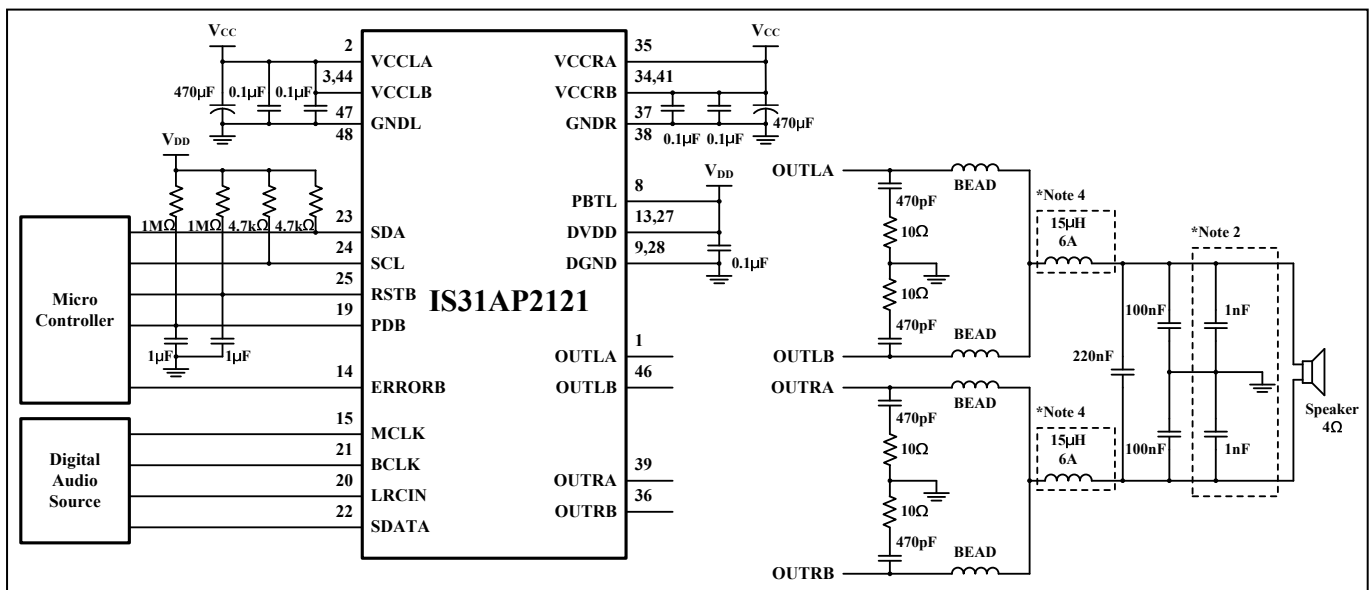 VCC
2
VCCLA
3,44
VCCLB
470μF
0.1μF
0.1μF
47
GNDL
48
VDD
1MΩ
1MΩ
4.7kΩ
4.7kΩ
23
SDA
24
SCL
25
RSTB
19
PDB
1μF
1μF
14
ERRORB
Micro
Controller
15
MCLK
21
BCLK
20
LRCIN
22
SDATA
Digital
Audio
Source
IS31AP2121
VCC
35
VCCRA
34,41
VCCRB
37
GNDR
38
0.1μF
0.1μF
470μF
VDD
8
PBTL
13,27
DVDD
9,28
DGND
0.1μF
1
OUTLA
46
OUTLB
39
OUTRA
36
OUTRB
OUTLA
BEAD
470pF
10Ω
10Ω
470pF
OUTLB
BEAD
OUTRA
BEAD
470pF
10Ω
10Ω
470pF
OUTRB
BEAD
*Note 4
15μH
6A
*Note 4
15μH
6A
*Note 2
220nF
100nF
1nF
100nF
1nF
Speaker
4Ω